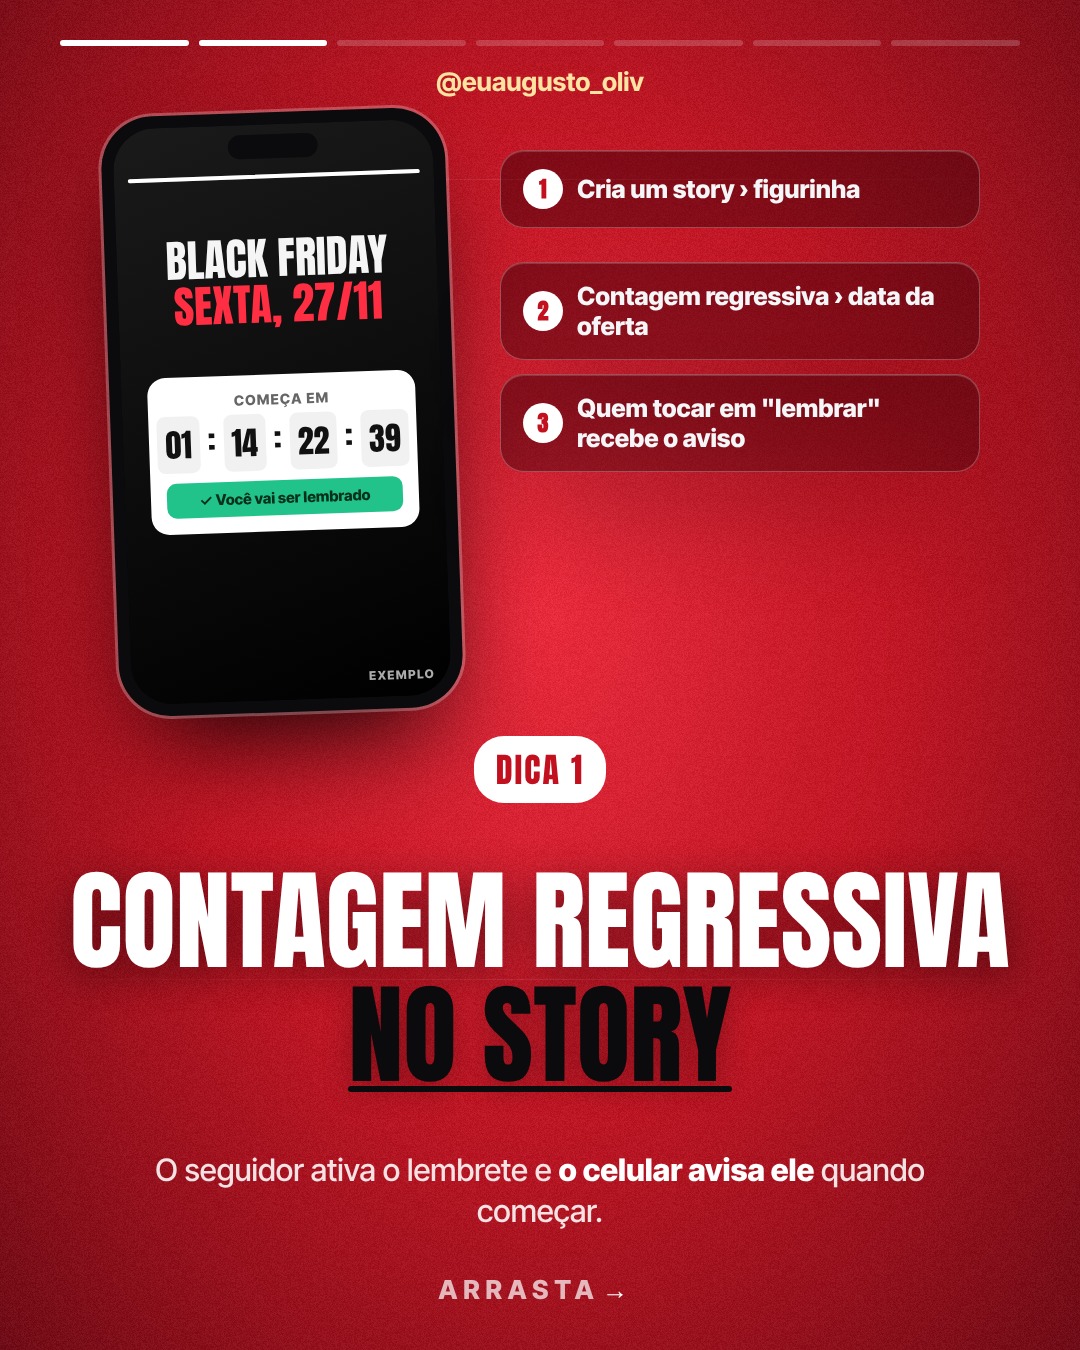 @euaugusto_oliv
BLACK FRIDAY
SEXTA, 27/11
COMEÇA EM
01 : 14 : 22 : 39
✓ Você vai ser lembrado
EXEMPLO
1 Cria um story › figurinha
2 Contagem regressiva › data da
oferta
3 Quem tocar em "lembrar"
recebe o aviso
DICA 1
CONTAGEM REGRESSIVA
NO STORY
O seguidor ativa o lembrete e o celular avisa ele quando
começar.
ARRASTA →